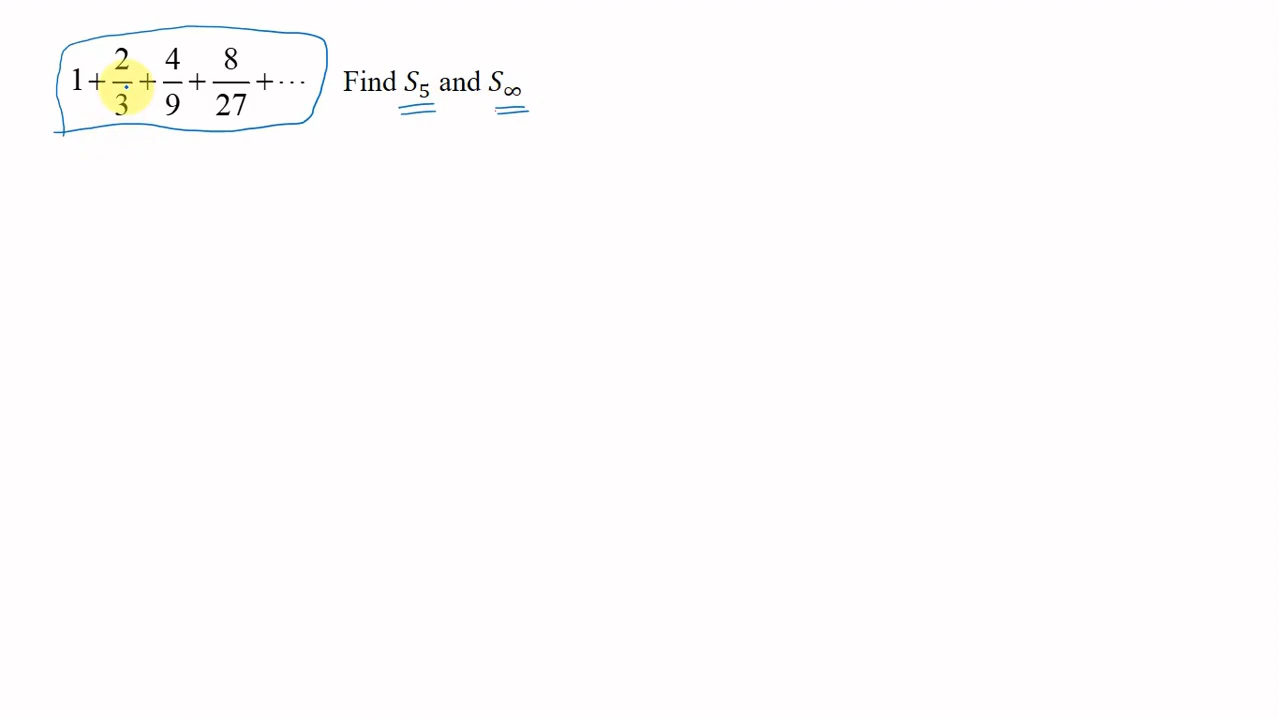 1 + 2/3 + 4/9 + 8/27 + ⋯ Find S₅ and S∞